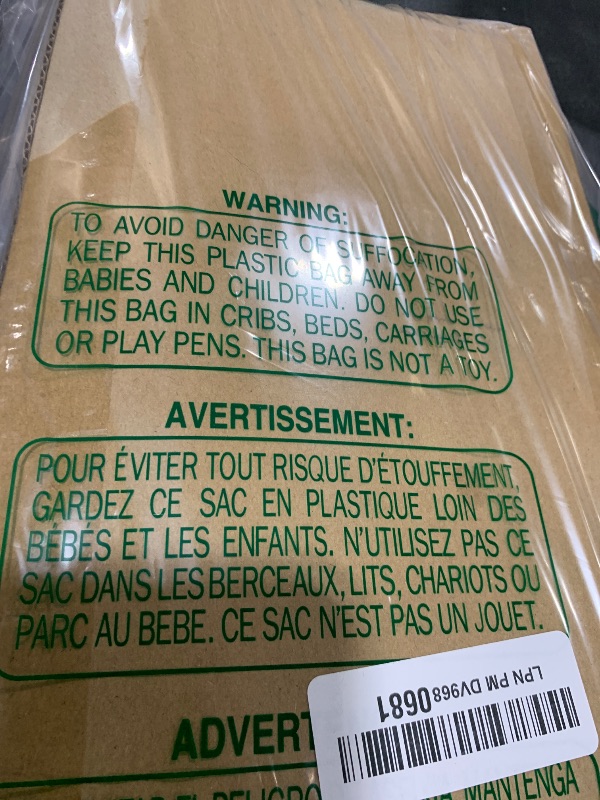 WARNING:
TO AVOID DANGER OF SUFFOCATION,
KEEP THIS PLASTIC BAG AWAY FROM
BABIES AND CHILDREN. DO NOT USE
THIS BAG IN CRIBS, BEDS, CARRIAGES
OR PLAY PENS. THIS BAG IS NOT A TOY.
AVERTISSEMENT:
POUR ÉVITER TOUT RISQUE D'ÉTOUFFEMENT,
GARDEZ CE SAC EN PLASTIQUE LOIN DES
BÉBÉS ET LES ENFANTS. N'UTILISEZ PAS CE
SAC DANS LES BERCEAUX, LITS, CHARIOTS OU
PARC AU BEBE. CE SAC N'EST PAS UN JOUET.
LPN PM DV9680681
ADVERT
EL PELIGRO MANTENGA